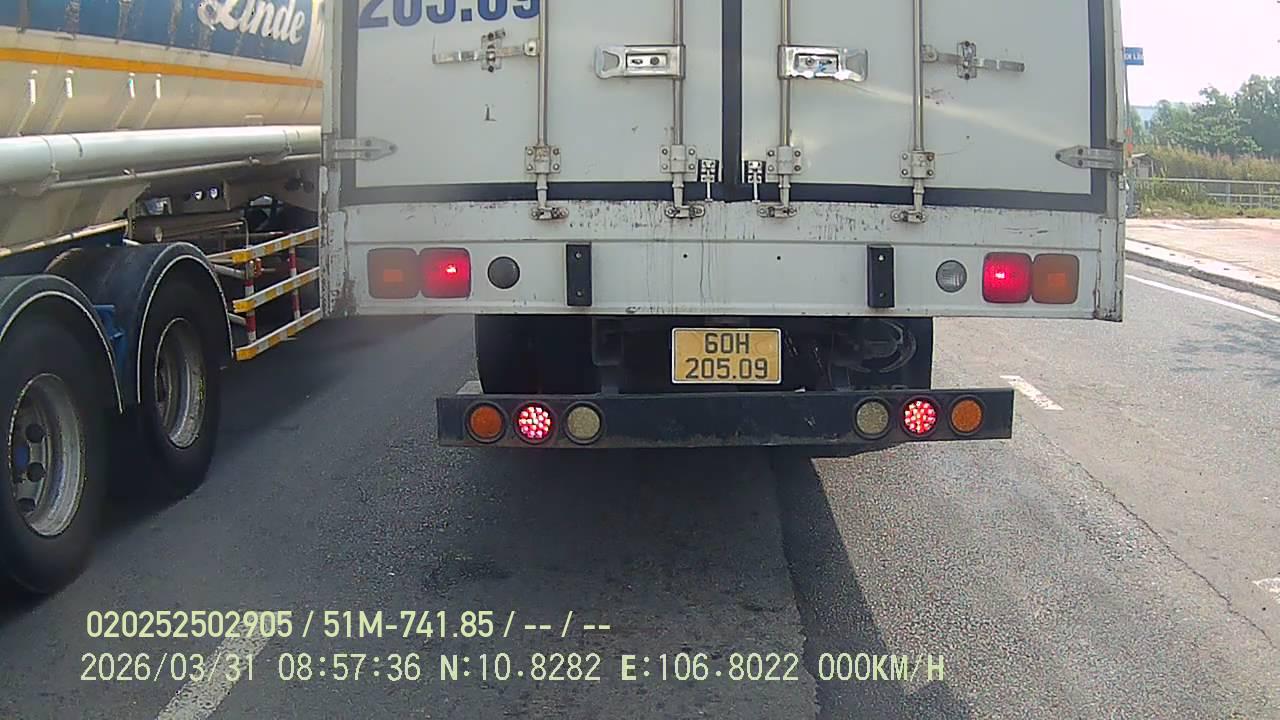 Linde
205.09
60H
205.09
020252502905 / 51M-741.85 / -- / --
2026/03/31 08:57:36 N:10.8282 E:106.8022 000KM/H